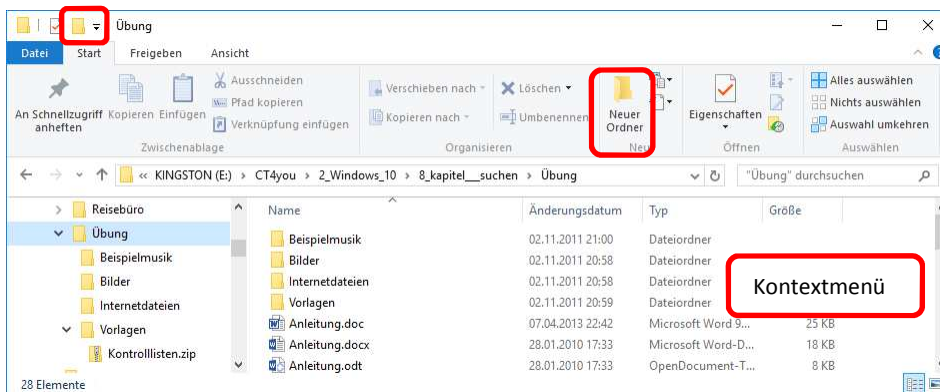 Übung
Datei Start Freigeben Ansicht
An Schnellzugriff anheften
Kopieren
Einfügen
Ausschneiden
Pfad kopieren
Verknüpfung einfügen
Zwischenablage
Verschieben nach
Kopieren nach
Löschen
Umbenennen
Organisieren
Neuer
Ordner
Neu
Eigenschaften
Öffnen
Alles auswählen
Nichts auswählen
Auswahl umkehren
Auswählen
« KINGSTON (E:) > CT4you > 2_Windows_10 > 8_kapitel__suchen > Übung
"Übung" durchsuchen
Reisebüro
Übung
Beispielmusik
Bilder
Internetdateien
Vorlagen
Kontrolllisten.zip
Name Änderungsdatum Typ Größe
Beispielmusik 02.11.2011 21:00 Dateiordner
Bilder 02.11.2011 20:58 Dateiordner
Internetdateien 02.11.2011 20:58 Dateiordner
Vorlagen 02.11.2011 20:59 Dateiordner
Anleitung.doc 07.04.2013 22:42 Microsoft Word 9... 25 KB
Anleitung.docx 28.01.2010 17:33 Microsoft Word-D... 18 KB
Anleitung.odt 28.01.2010 17:33 OpenDocument-T... 8 KB
Kontextmenü
28 Elemente